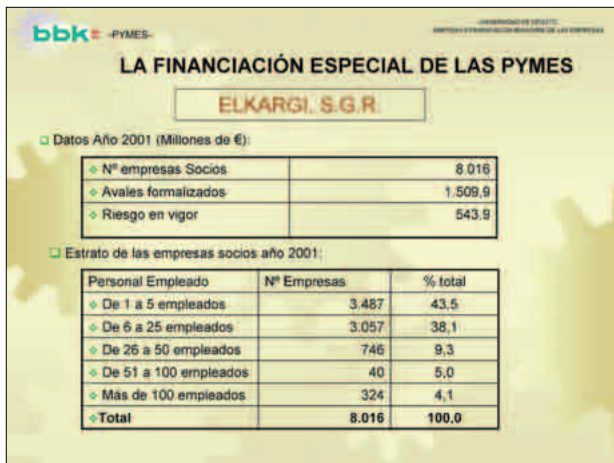 bbk= -PYMES-
UNIVERSIDAD DE DEUSTO
LA FINANCIACIÓN ESPECIAL DE LAS PYMES
ELKARGI, S.G.R.
Datos Año 2001 (Millones de €):
Nº empresas Socios 8.016
Avales formalizados 1.509,9
Riesgo en vigor 543,9
Estrato de las empresas socios año 2001:
Personal Empleado Nº Empresas % total
De 1 a 5 empleados 3.487 43,5
De 6 a 25 empleados 3.057 38,1
De 26 a 50 empleados 746 9,3
De 51 a 100 empleados 40 5,0
Más de 100 empleados 324 4,1
Total 8.016 100,0